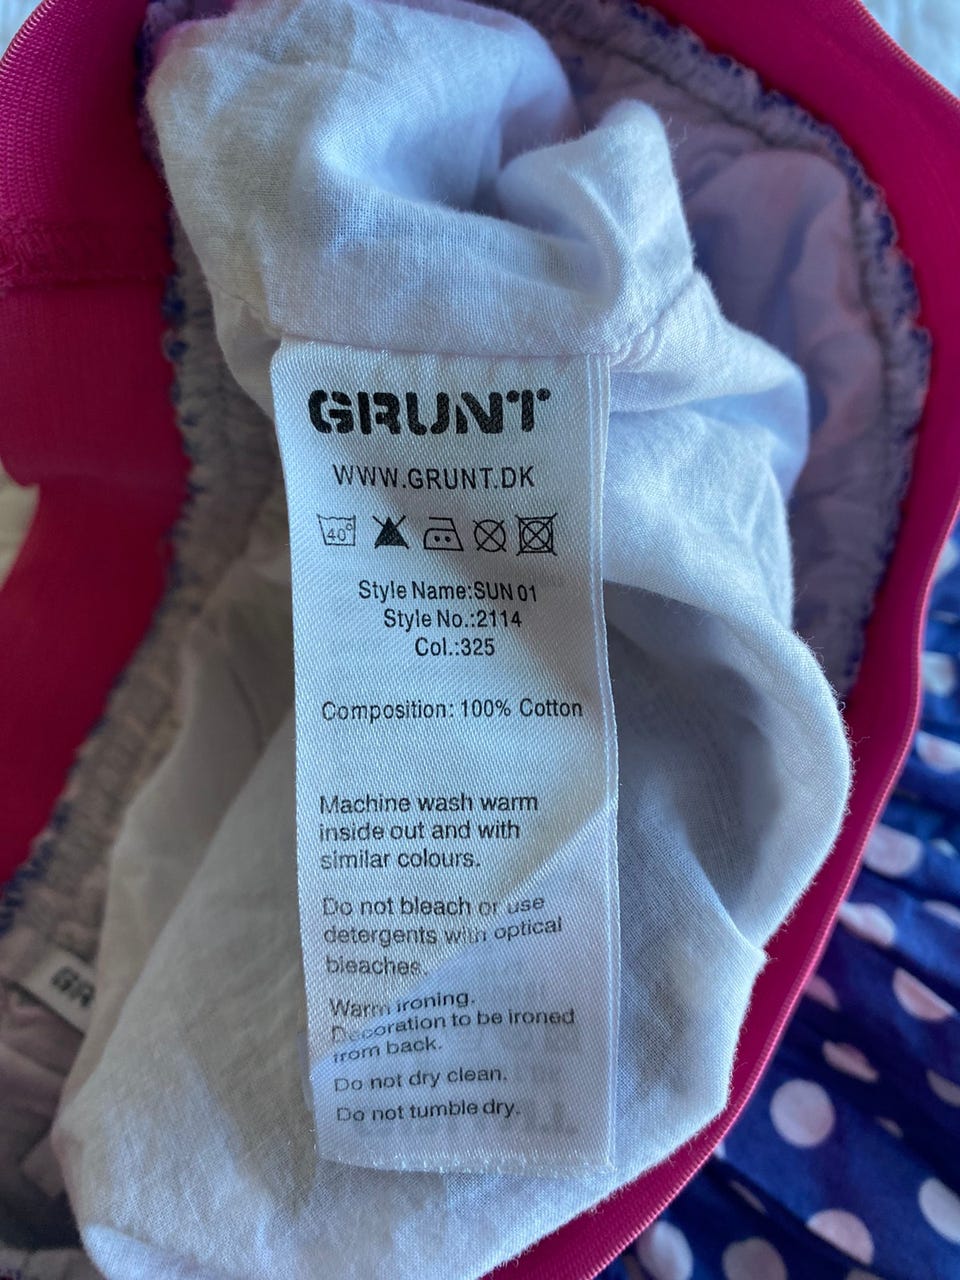 GRUNT
WWW.GRUNT.DK
40°
Style Name:SUN 01
Style No.:2114
Col.:325
Composition: 100% Cotton
Machine wash warm
inside out and with
similar colours.
Do not bleach or use
detergents with optical
bleaches.
Warm ironing.
Decoration to be ironed
from back.
Do not dry clean.
Do not tumble dry.
GR